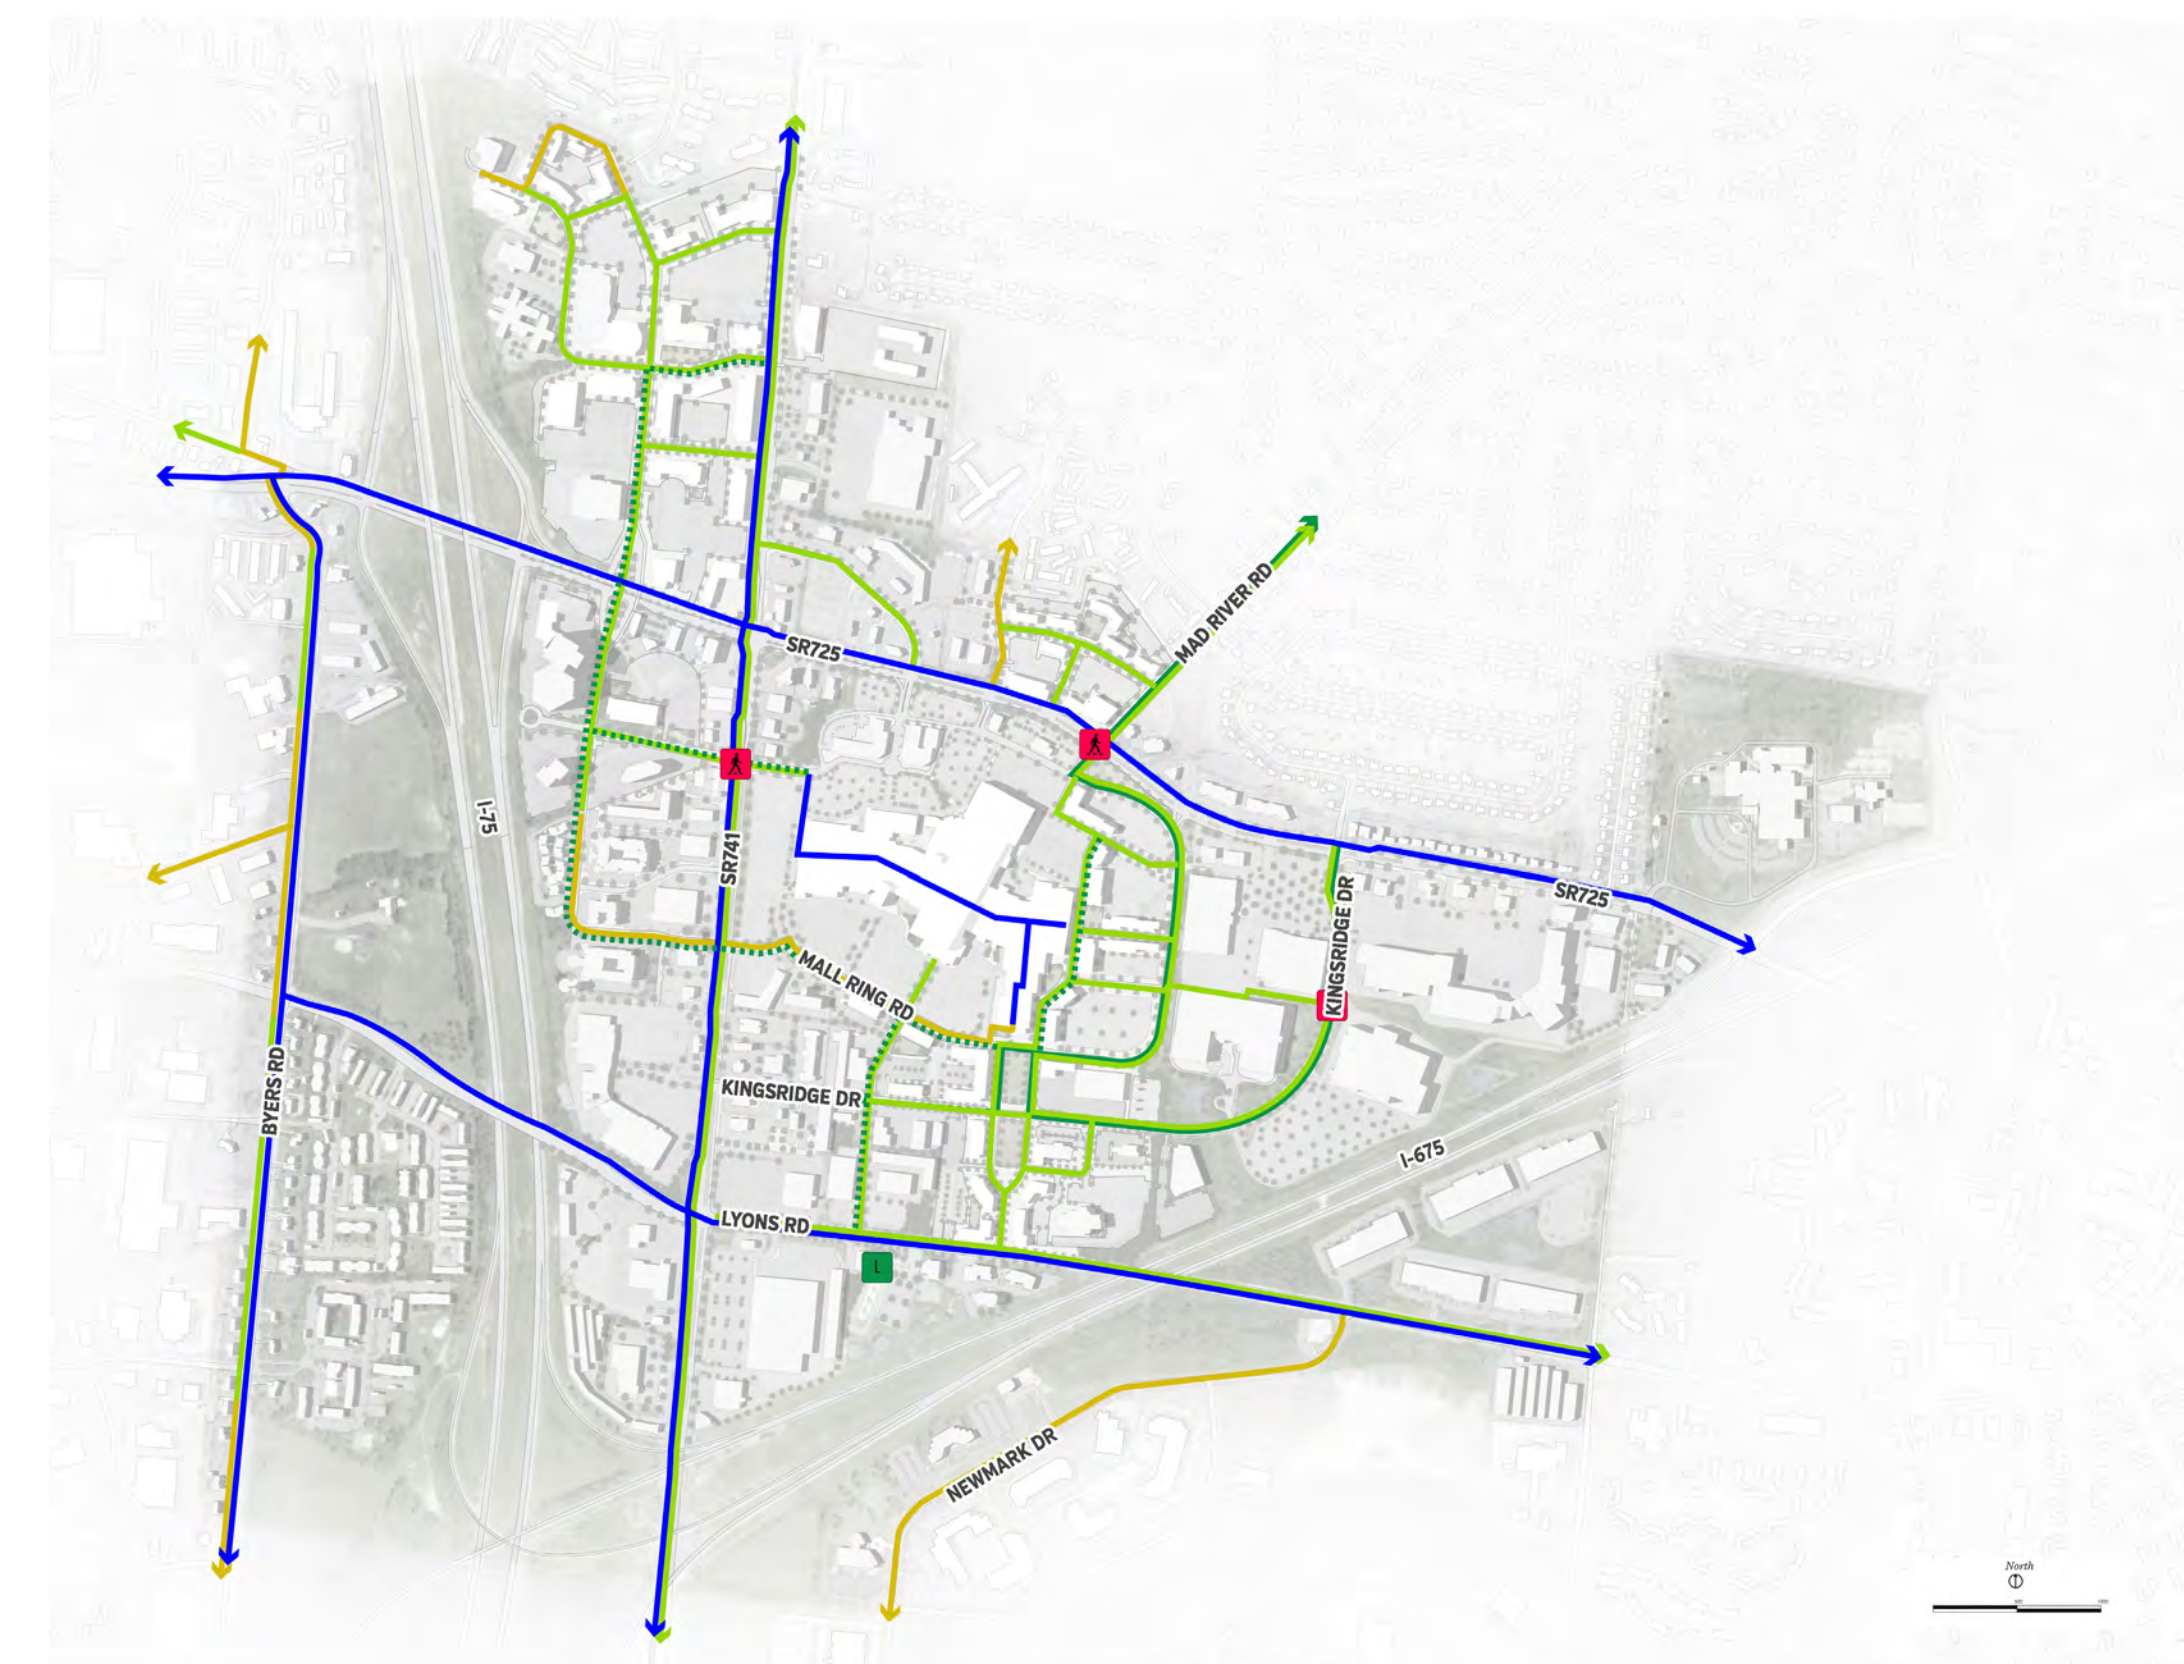 MAD RIVER RD
SR725
I-75
SR741
KINGSRIDGE DR
SR725
MALL RING RD
BYERS RD
KINGSRIDGE DR
I-675
LYONS RD
L
NEWMARK DR
North